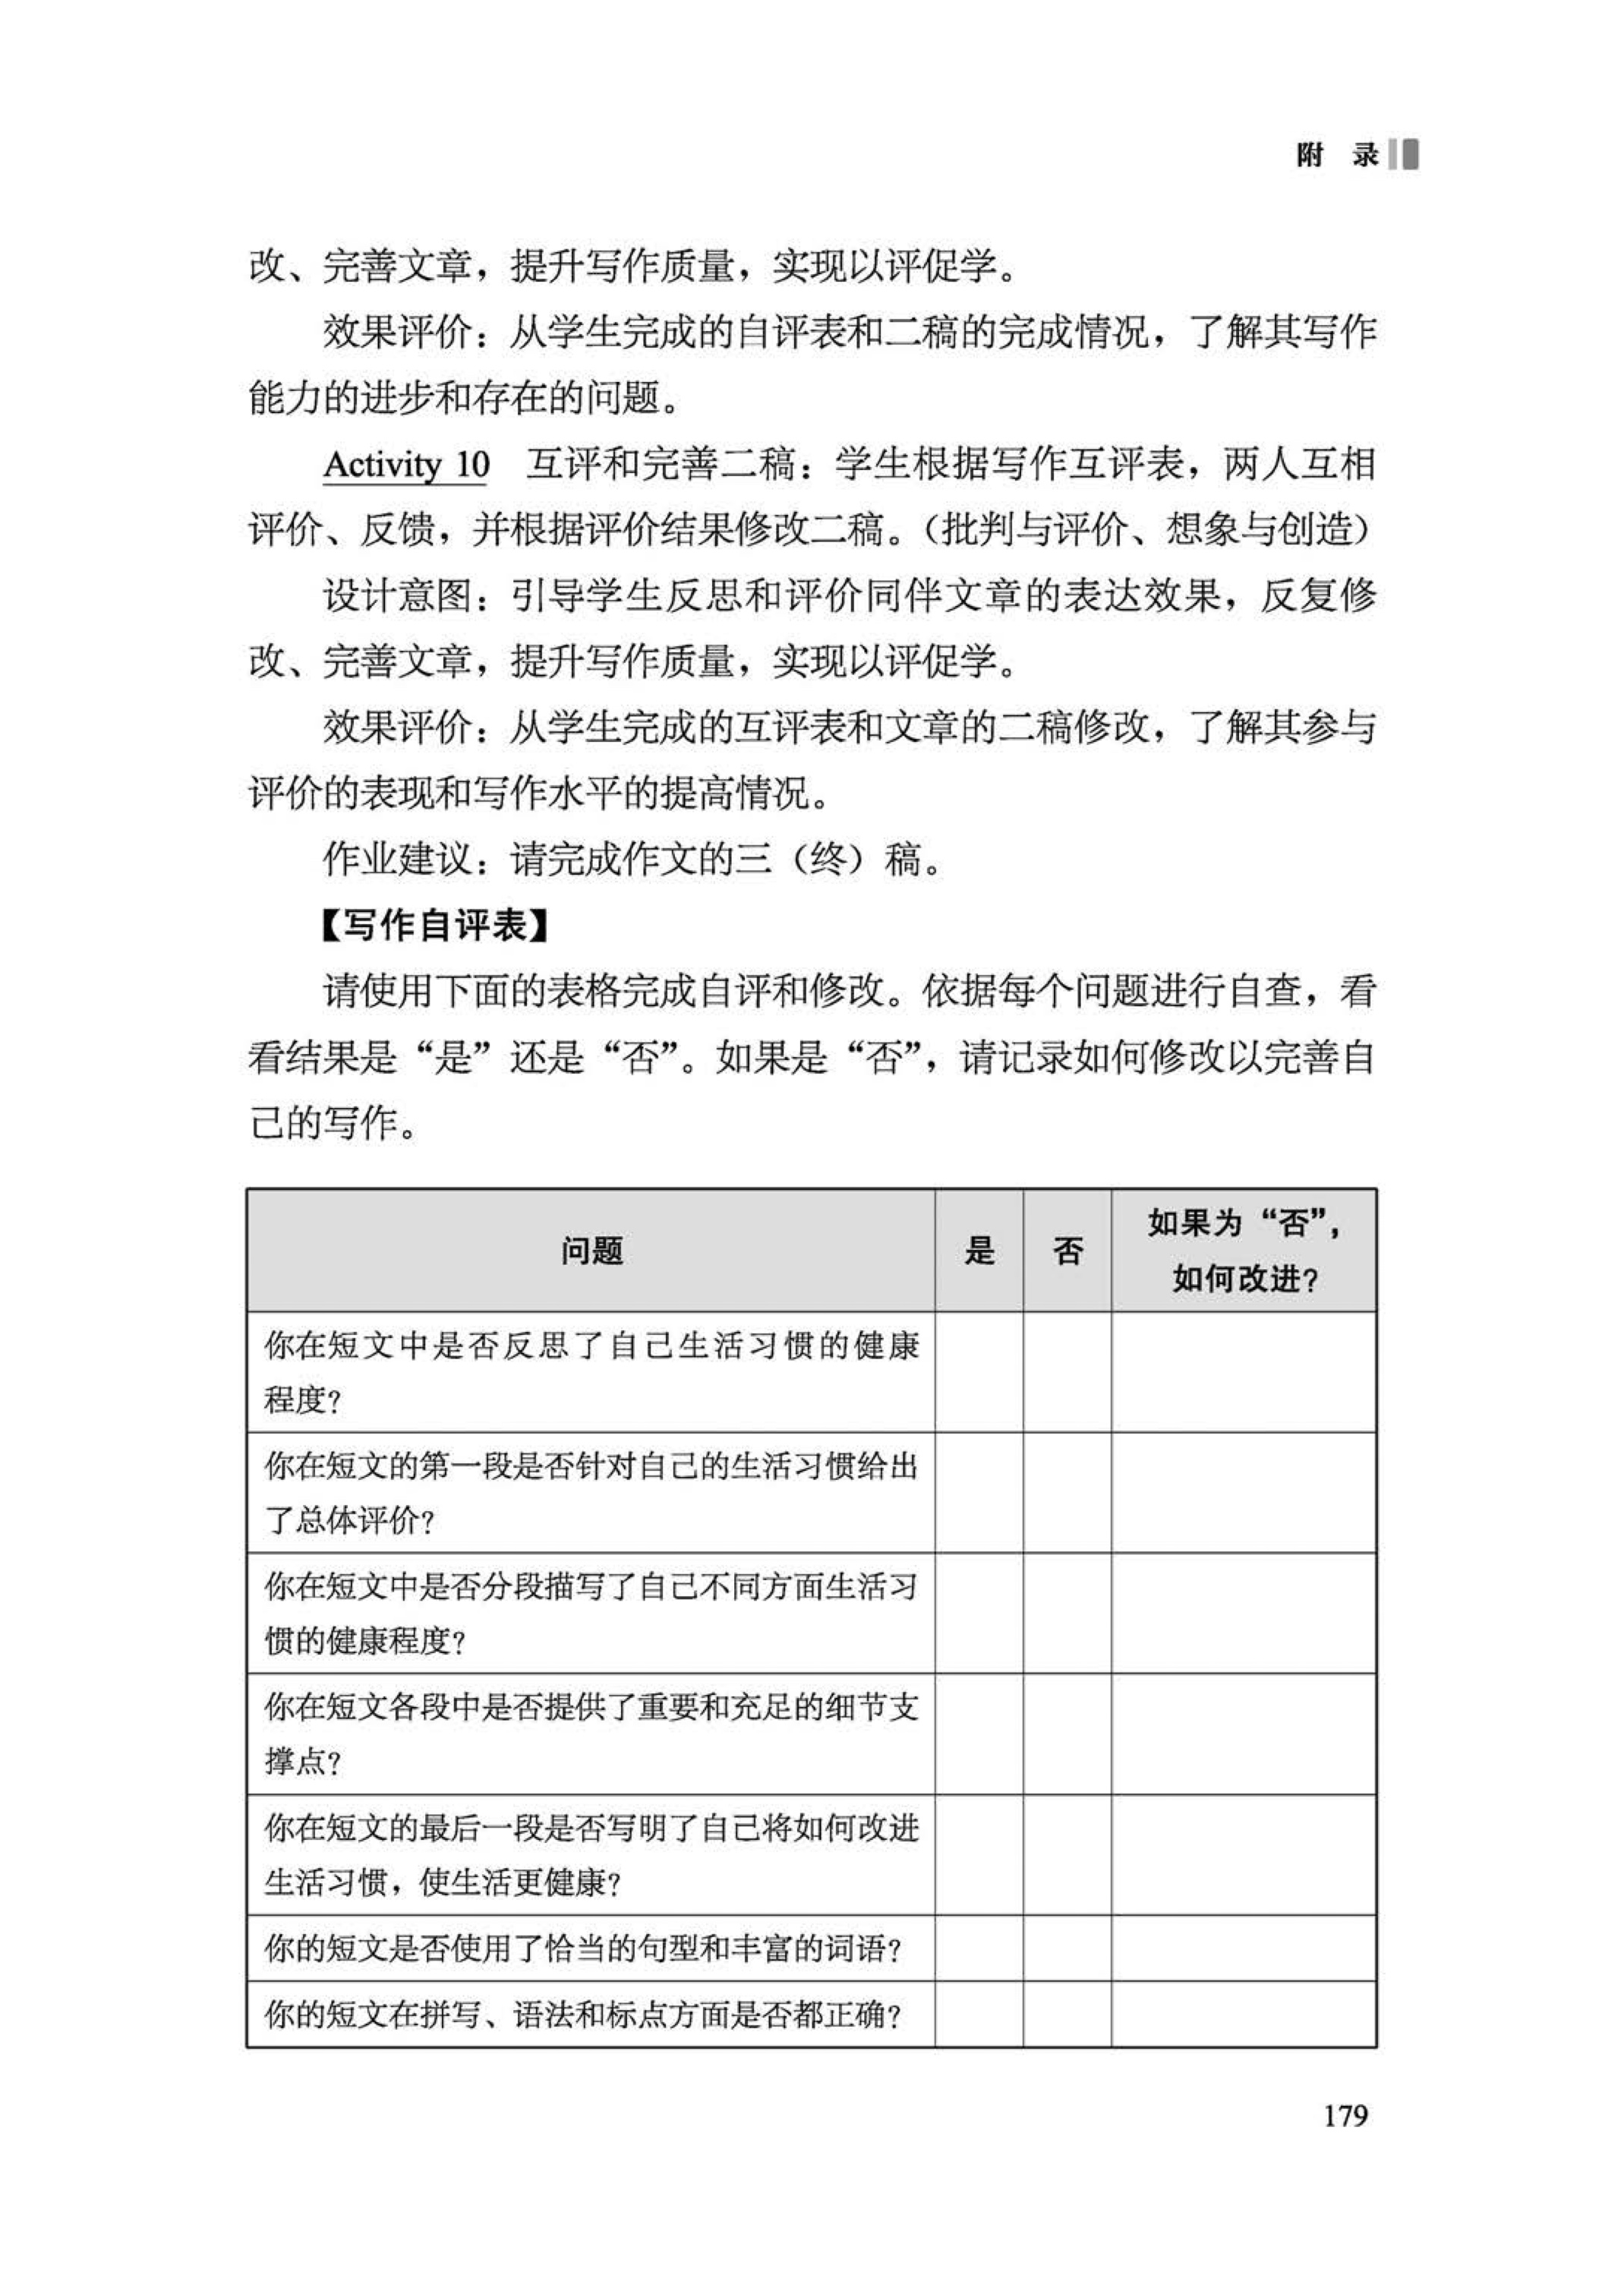 附　录
改、完善文章，提升写作质量，实现以评促学。
效果评价：从学生完成的自评表和二稿的完成情况，了解其写作
能力的进步和存在的问题。
Activity 10　互评和完善二稿：学生根据写作互评表，两人互相
评价、反馈，并根据评价结果修改二稿。（批判与评价、想象与创造）
设计意图：引导学生反思和评价同伴文章的表达效果，反复修
改、完善文章，提升写作质量，实现以评促学。
效果评价：从学生完成的互评表和文章的二稿修改，了解其参与
评价的表现和写作水平的提高情况。
作业建议：请完成作文的三（终）稿。
【写作自评表】
请使用下面的表格完成自评和修改。依据每个问题进行自查，看
看结果是“是”还是“否”。如果是“否”，请记录如何修改以完善自
己的写作。
问题　是　否　如果为“否”，
如何改进？
你在短文中是否反思了自己生活习惯的健康
程度？
你在短文的第一段是否针对自己的生活习惯给出
了总体评价？
你在短文中是否分段描写了自己不同方面生活习
惯的健康程度？
你在短文各段中是否提供了重要和充足的细节支
撑点？
你在短文的最后一段是否写明了自己将如何改进
生活习惯，使生活更健康？
你的短文是否使用了恰当的句型和丰富的词语？
你的短文在拼写、语法和标点方面是否都正确？
179